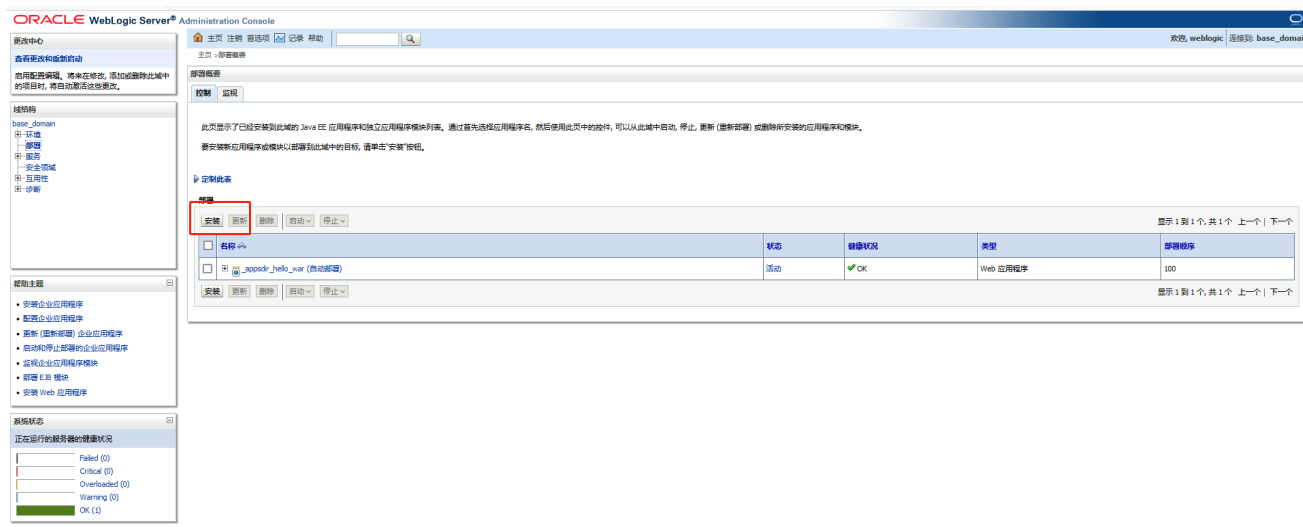 ORACLE WebLogic Server® Administration Console
更改中心
查看更改和重新启动
启用配置编辑。将来在修改, 添加或删除此域中
的项目时, 将自动激活这些更改。
域结构
base_domain
环境
部署
服务
安全领域
互用性
诊断
帮助主题
• 安装企业应用程序
• 配置企业应用程序
• 更新 (重新部署) 企业应用程序
• 启动和停止部署的企业应用程序
• 监视企业应用程序模块
• 部署 EJB 模块
• 安装 Web 应用程序
系统状态
正在运行的服务器的健康状况
Failed (0)
Critical (0)
Overloaded (0)
Warning (0)
OK (1)
主页 注销 首选项 记录 帮助
欢迎, weblogic 连接到: base_domai
主页 >部署概要
部署概要
控制 监视
此页显示了已经安装到此域的 Java EE 应用程序和独立应用程序模块列表。通过首先选择应用程序名, 然后使用此页中的控件, 可以从此域中启动, 停止, 更新 (重新部署) 或删除所安装的应用程序和模块。
要安装新应用程序或模块以部署到此域中的目标, 请单击"安装"按钮。
定制此表
部署
安装 更新 删除 启动 停止 显示 1 到 1 个, 共 1 个 上一个 | 下一个
名称 状态 健康状况 类型 部署顺序
_appsdir_hello_war (自动部署) 活动 OK Web 应用程序 100
安装 更新 删除 启动 停止 显示 1 到 1 个, 共 1 个 上一个 | 下一个